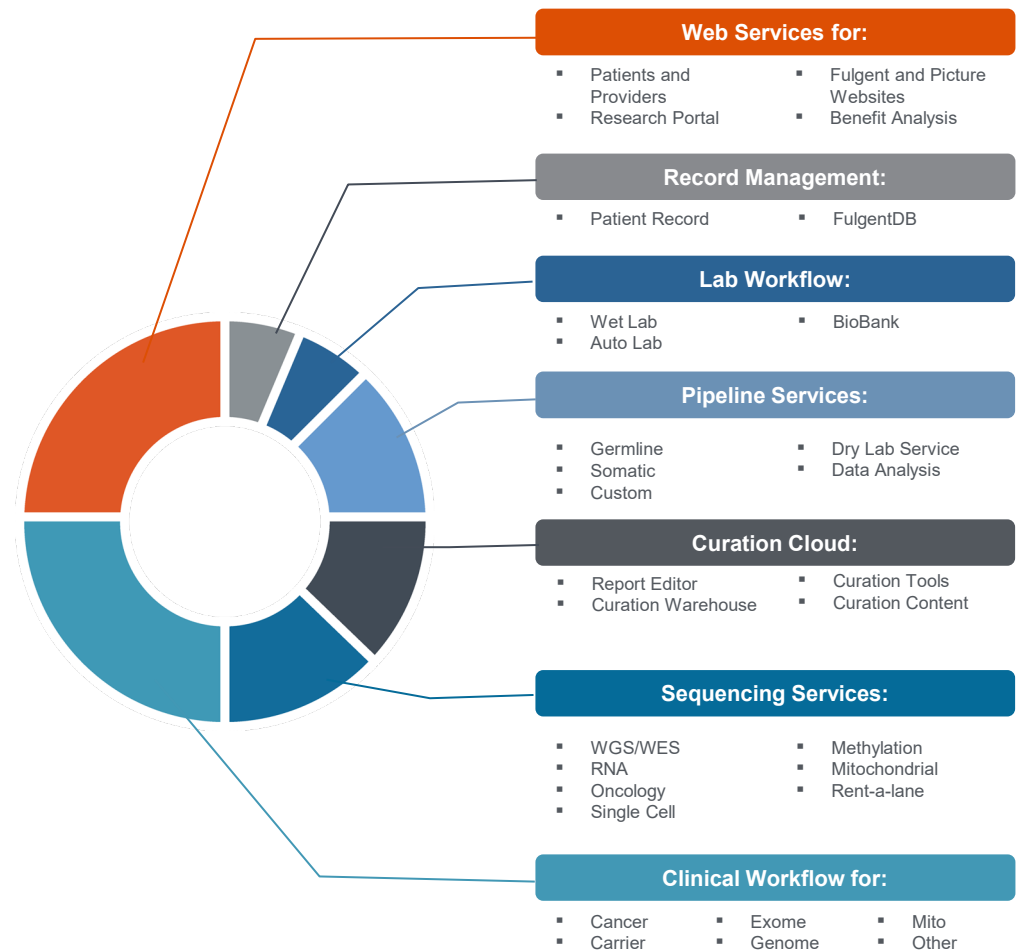 Web Services for:
Patients and
Providers
Research Portal
Fulgent and Picture
Websites
Benefit Analysis
Record Management:
Patient Record
FulgentDB
Lab Workflow:
Wet Lab
Auto Lab
BioBank
Pipeline Services:
Germline
Somatic
Custom
Dry Lab Service
Data Analysis
Curation Cloud:
Report Editor
Curation Warehouse
Curation Tools
Curation Content
Sequencing Services:
WGS/WES
RNA
Oncology
Single Cell
Methylation
Mitochondrial
Rent-a-lane
Clinical Workflow for:
Cancer
Carrier
Exome
Genome
Mito
Other